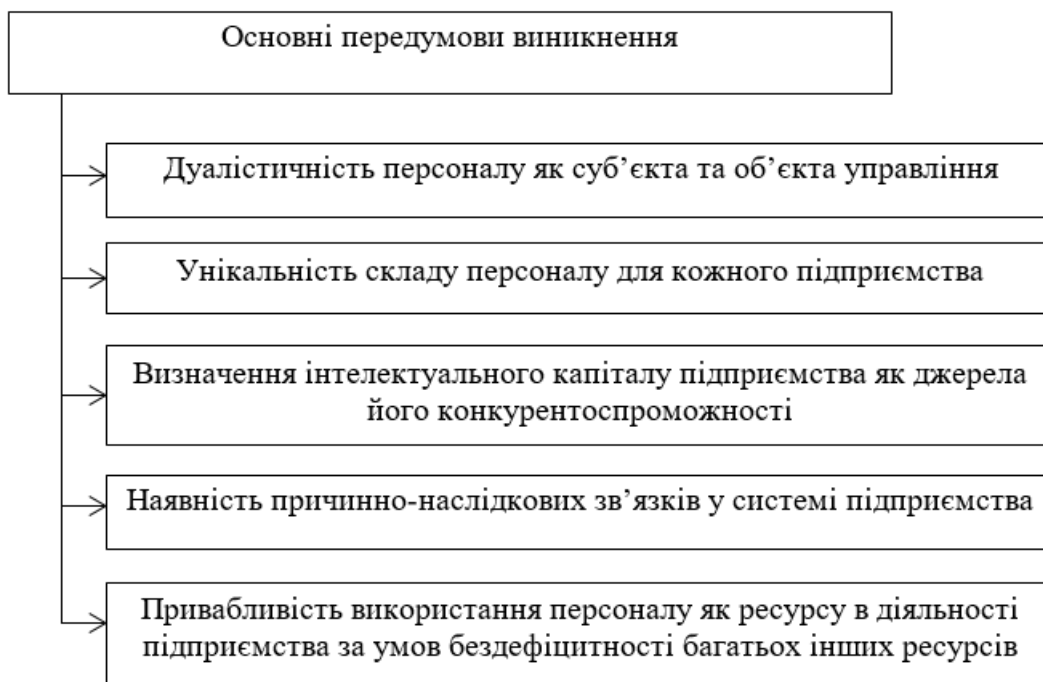 Основні передумови виникнення
Дуалістичність персоналу як суб’єкта та об’єкта управління
Унікальність складу персоналу для кожного підприємства
Визначення інтелектуального капіталу підприємства як джерела
його конкурентоспроможності
Наявність причинно-наслідкових зв’язків у системі підприємства
Привабливість використання персоналу як ресурсу в діяльності
підприємства за умов бездефіцитності багатьох інших ресурсів